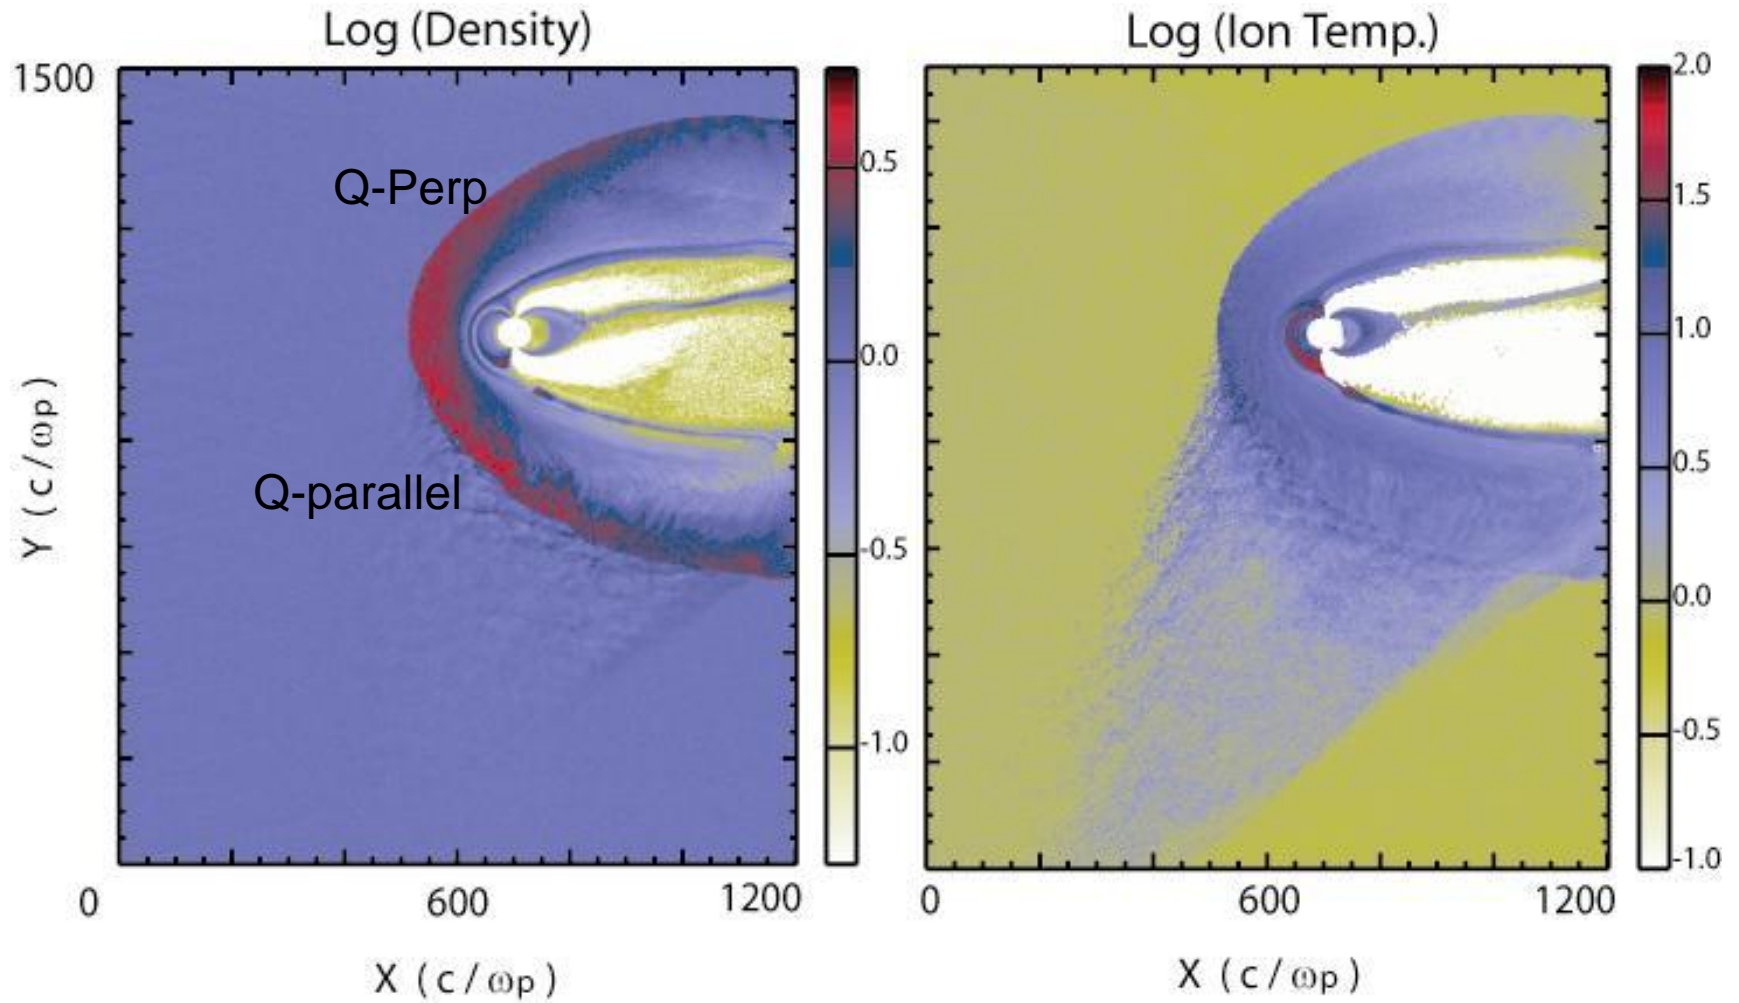 Log (Density)
Log (Ion Temp.)
1500
Q-Perp
Q-parallel
0.5
0.0
-0.5
-1.0
2.0
1.5
1.0
0.5
0.0
-0.5
-1.0
Y ( c / ωp )
0 600 1200
0 600 1200
X ( c / ωp )
X ( c / ωp )